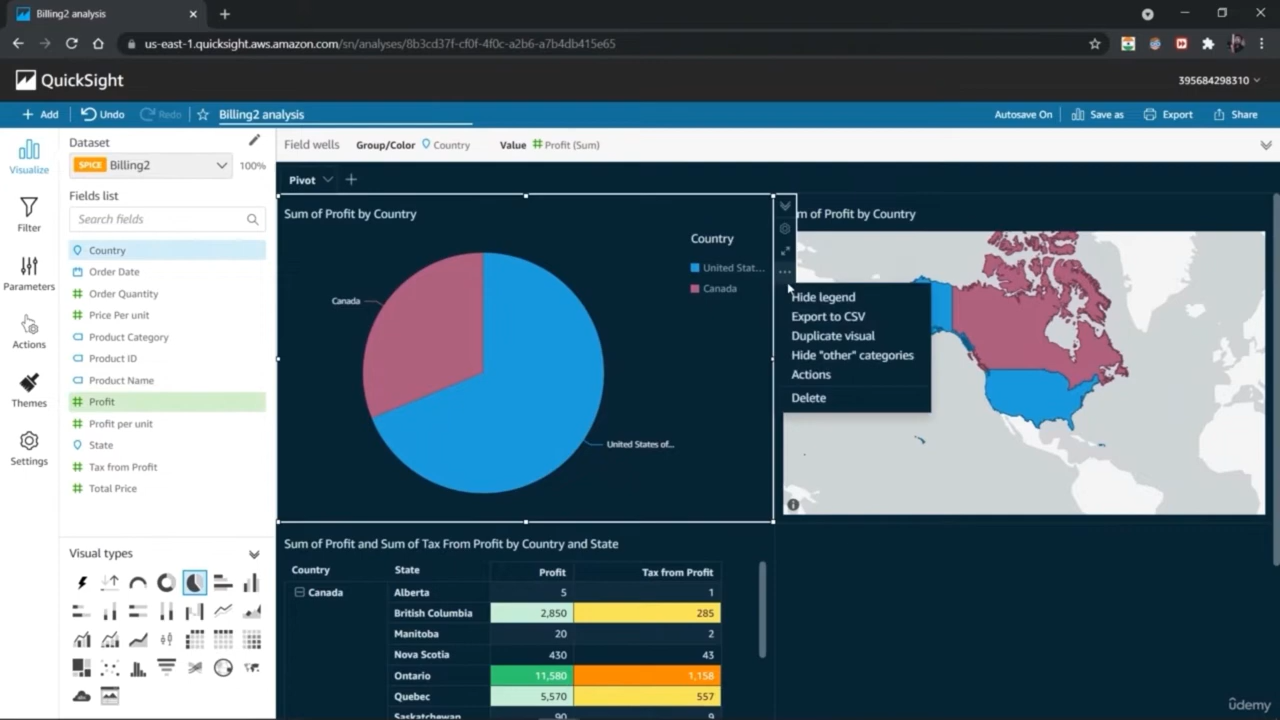 Billing2 analysis
us-east-1.quicksight.aws.amazon.com/sn/analyses/8b3cd37f-cf0f-4f0c-a2b6-a7b4db415e65
QuickSight
395684298310
+ Add
Undo
Redo
Billing2 analysis
Autosave On
Save as
Export
Share
Visualize
Filter
Parameters
Actions
Themes
Settings
Dataset
SPICE Billing2
100%
Fields list
Search fields
Country
Order Date
Order Quantity
Price Per unit
Product Category
Product ID
Product Name
Profit
Profit per unit
State
Tax from Profit
Total Price
Visual types
Field wells
Group/Color Country
Value # Profit (Sum)
Pivot
Sum of Profit by Country
Country
United Stat...
Canada
Canada
United States of...
Hide legend
Export to CSV
Duplicate visual
Hide "other" categories
Actions
Delete
m of Profit by Country
Sum of Profit and Sum of Tax From Profit by Country and State
Country State Profit Tax from Profit
Canada Alberta 5 1
British Columbia 2,850 285
Manitoba 20 2
Nova Scotia 430 43
Ontario 11,580 1,158
Quebec 5,570 557
Saskatchewan 90 9
ûdemy